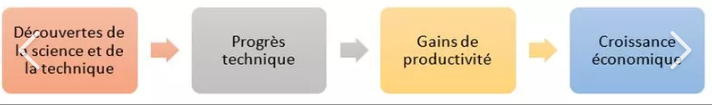 Découvertes de
la science et de
la technique
Progrès
technique
Gains de
productivité
Croissance
économique